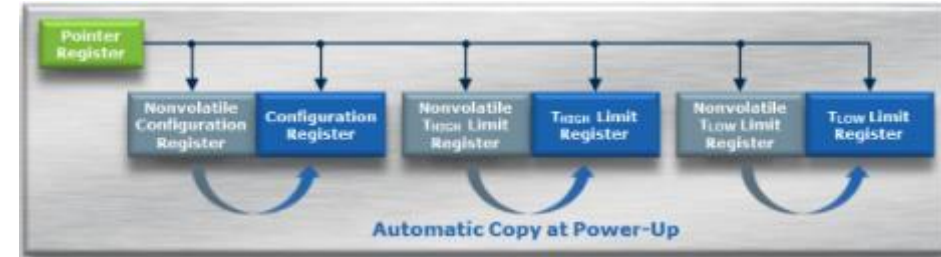 Pointer
Register
Nonvolatile
Configuration
Register
Configuration
Register
Nonvolatile
THIGH Limit
Register
THIGH Limit
Register
Nonvolatile
TLOW Limit
Register
TLOW Limit
Register
Automatic Copy at Power-Up